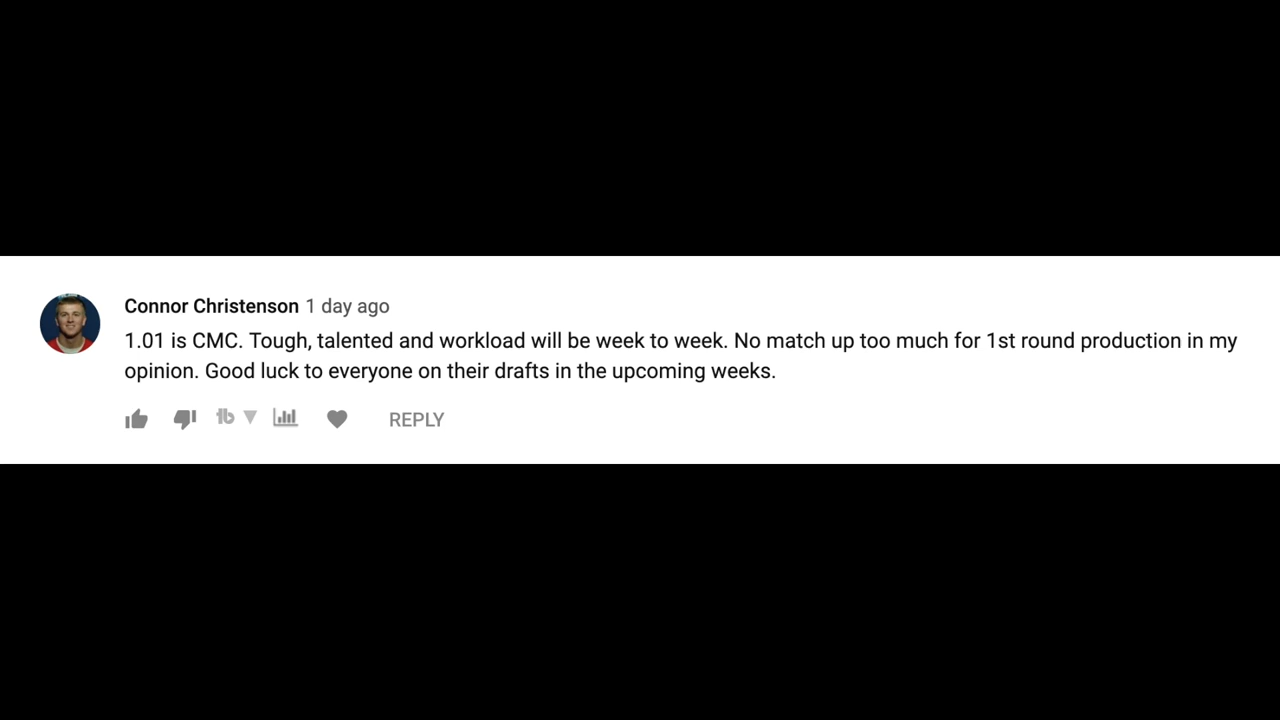 Connor Christenson 1 day ago
1.01 is CMC. Tough, talented and workload will be week to week. No match up too much for 1st round production in my
opinion. Good luck to everyone on their drafts in the upcoming weeks.
tb REPLY